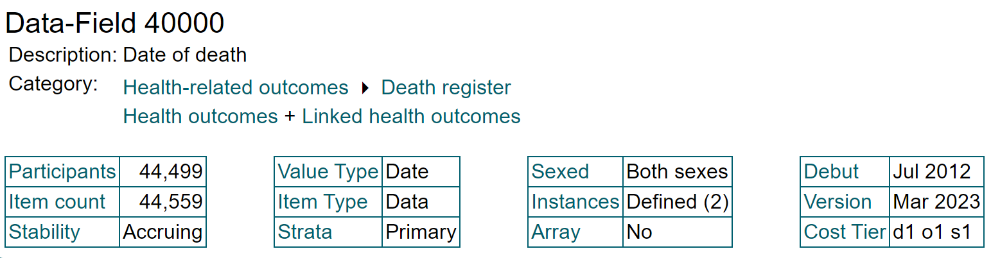 Data-Field 40000
Description: Date of death
Category: Health-related outcomes ▸ Death register
Health outcomes + Linked health outcomes
Participants 44,499 Value Type Date Sexed Both sexes Debut Jul 2012
Item count 44,559 Item Type Data Instances Defined (2) Version Mar 2023
Stability Accruing Strata Primary Array No Cost Tier d1 o1 s1